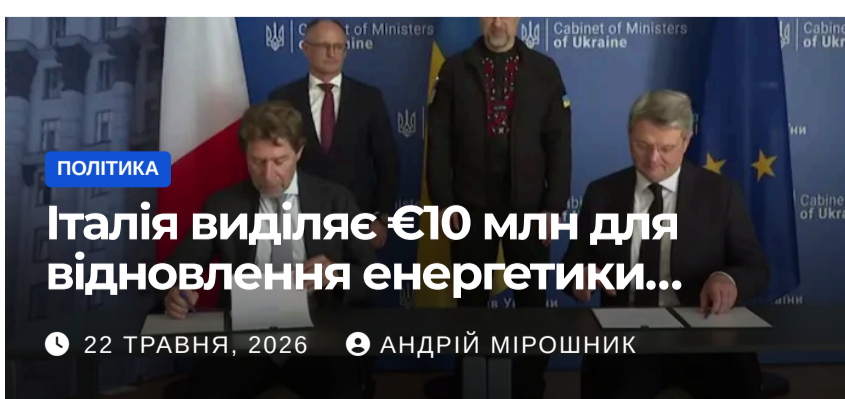 Cabinet of Ministers
of Ukraine
Cabinet of Ministers
of Ukraine
ПОЛІТИКА
Італія виділяє €10 млн для
відновлення енергетики...
22 ТРАВНЯ, 2026
АНДРІЙ МІРОШНИК